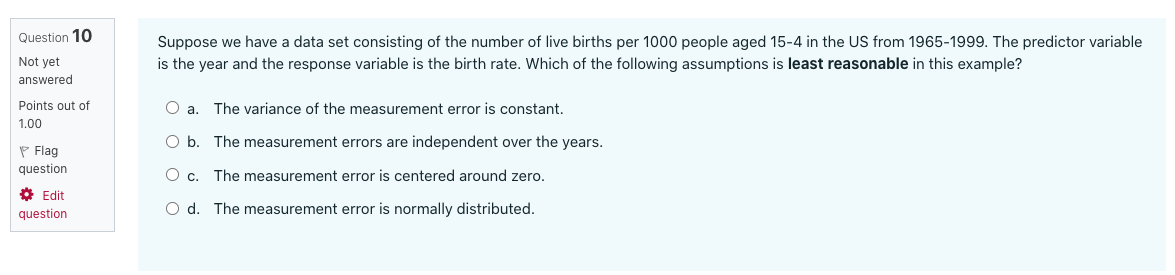 Question 10
Not yet
answered
Points out of
1.00
Flag
question
Edit
question
Suppose we have a data set consisting of the number of live births per 1000 people aged 15-4 in the US from 1965-1999. The predictor variable
is the year and the response variable is the birth rate. Which of the following assumptions is least reasonable in this example?
a. The variance of the measurement error is constant.
b. The measurement errors are independent over the years.
c. The measurement error is centered around zero.
d. The measurement error is normally distributed.